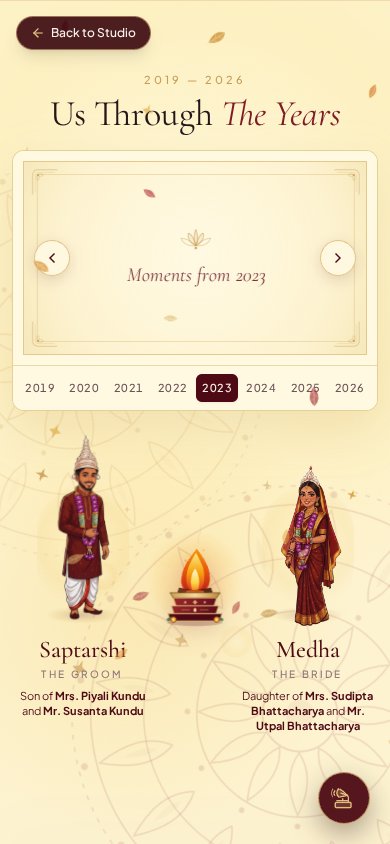 Back to Studio
2019 — 2026
Us Through The Years
Moments from 2023
2019 2020 2021 2022 2023 2024 2025 2026
Saptarshi
THE GROOM
Son of Mrs. Piyali Kundu
and Mr. Susanta Kundu
Medha
THE BRIDE
Daughter of Mrs. Sudipta
Bhattacharya and Mr.
Utpal Bhattacharya